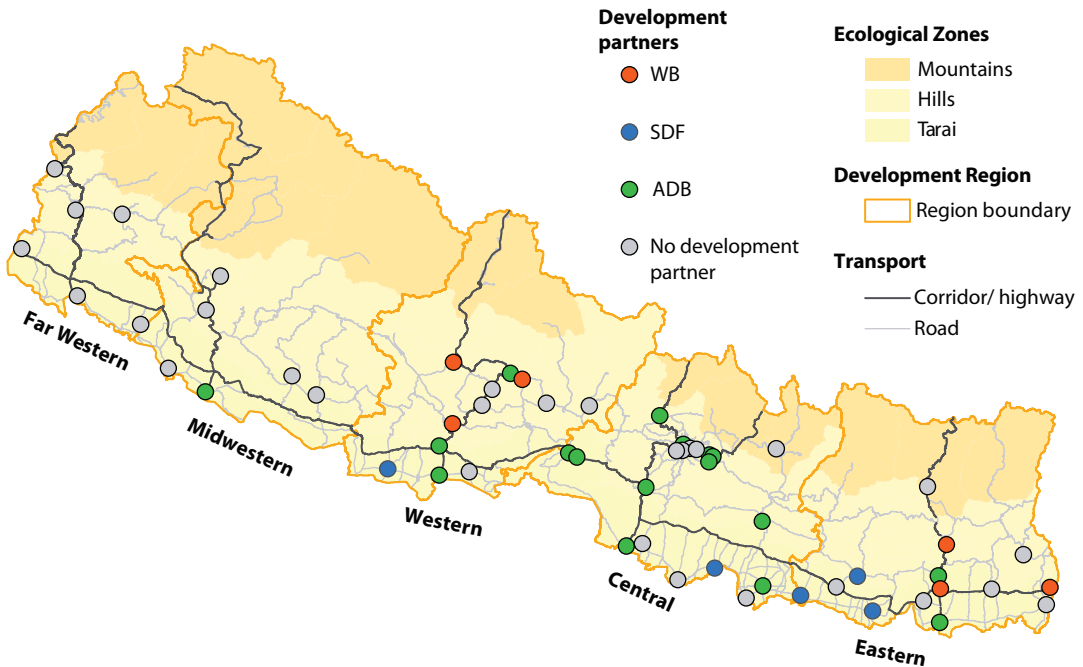 Development
partners
WB
SDF
ADB
No development
partner
Ecological Zones
Mountains
Hills
Tarai
Development Region
Region boundary
Transport
Corridor/ highway
Road
Far Western
Midwestern
Western
Central
Eastern